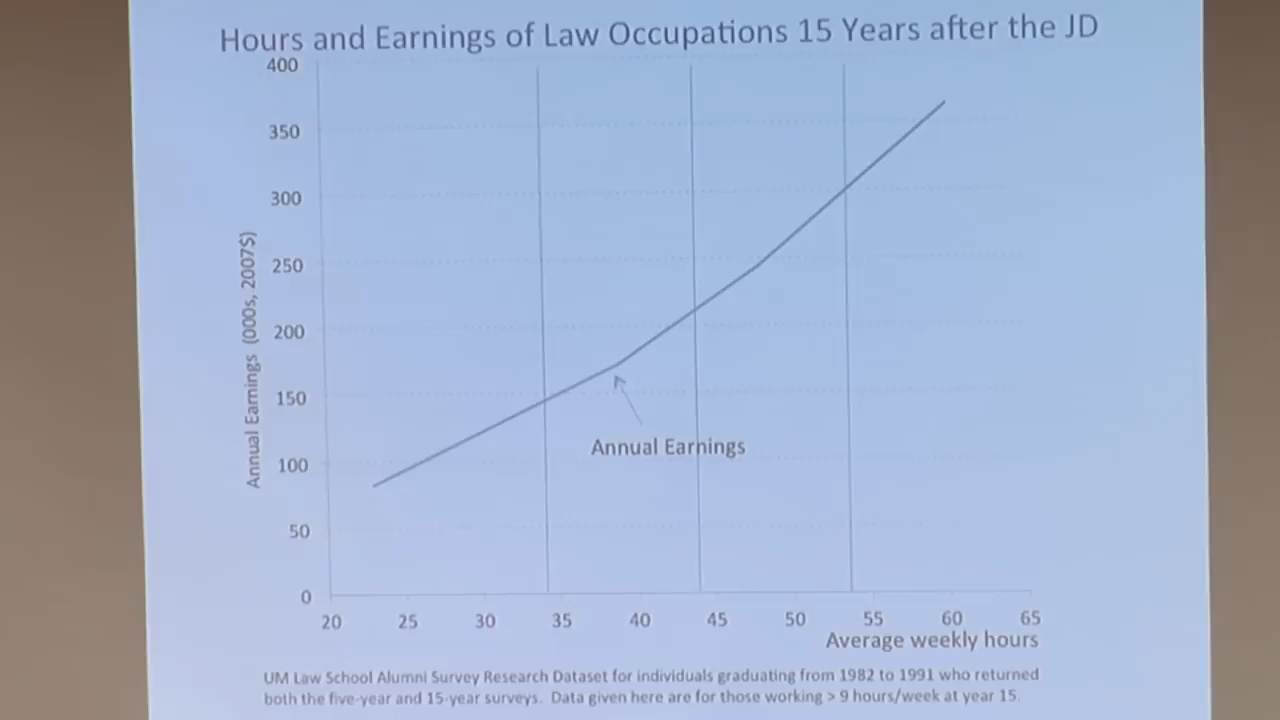 Hours and Earnings of Law Occupations 15 Years after the JD
400
350
300
250
200
150
100
50
0
Annual Earnings (000s, 2007$)
Annual Earnings
20 25 30 35 40 45 50 55 60 65
Average weekly hours
UM Law School Alumni Survey Research Dataset for individuals graduating from 1982 to 1991 who returned
both the five-year and 15-year surveys. Data given here are for those working > 9 hours/week at year 15.